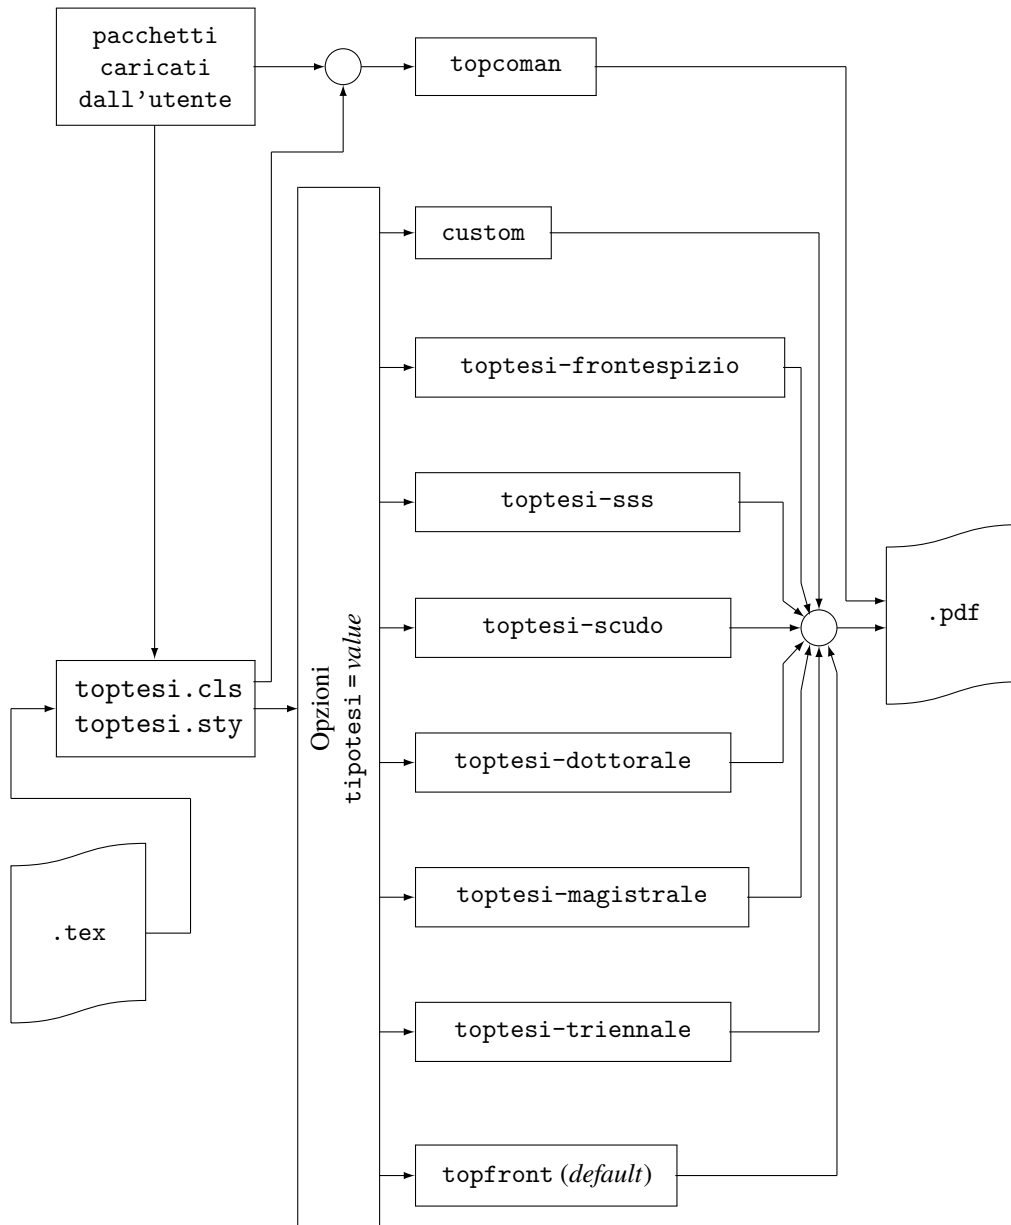 pacchetti
caricati
dall'utente
topcoman
custom
toptesi-frontespizio
toptesi-sss
toptesi-scudo
.pdf
toptesi.cls
toptesi.sty
Opzioni
tipotesi = value
toptesi-dottorale
toptesi-magistrale
.tex
toptesi-triennale
topfront (default)